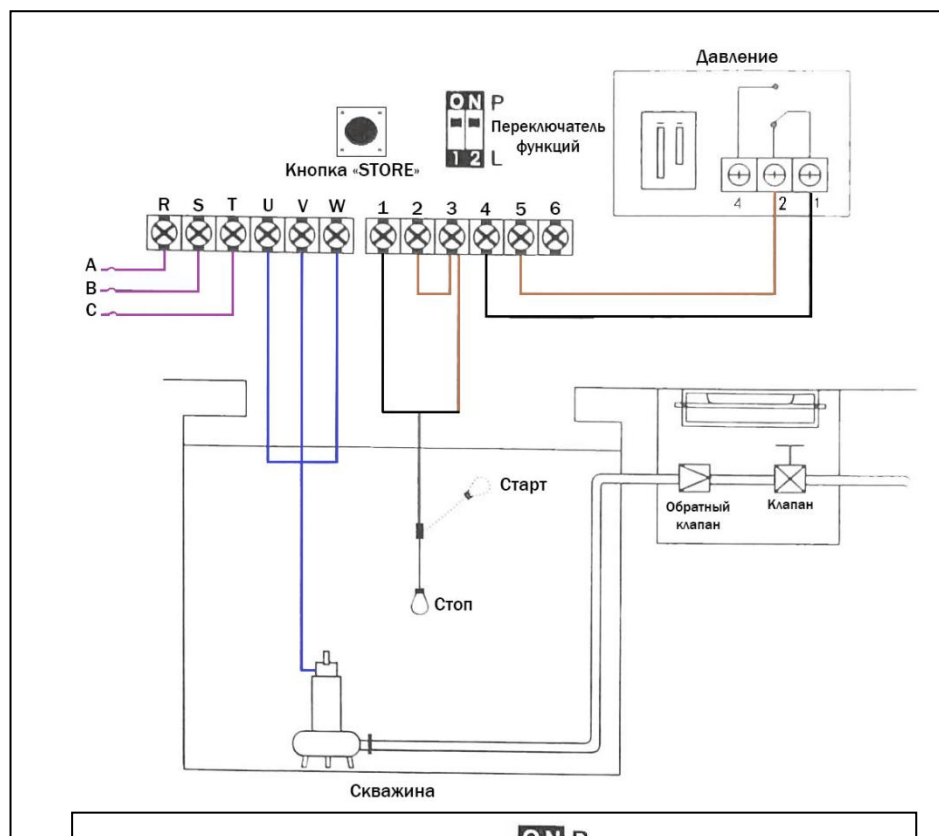 Давление
ON P
Переключатель
функций
1 2 L
Кнопка «STORE»
4 2 1
R S T U V W 1 2 3 4 5 6
A
B
C
Старт
Стоп
Обратный
клапан
Клапан
Скважина
ON P